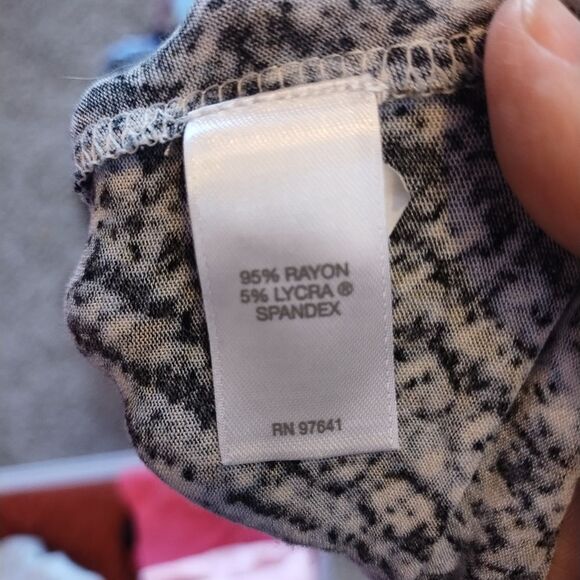 95% RAYON
5% LYCRA ®
SPANDEX
RN 97641